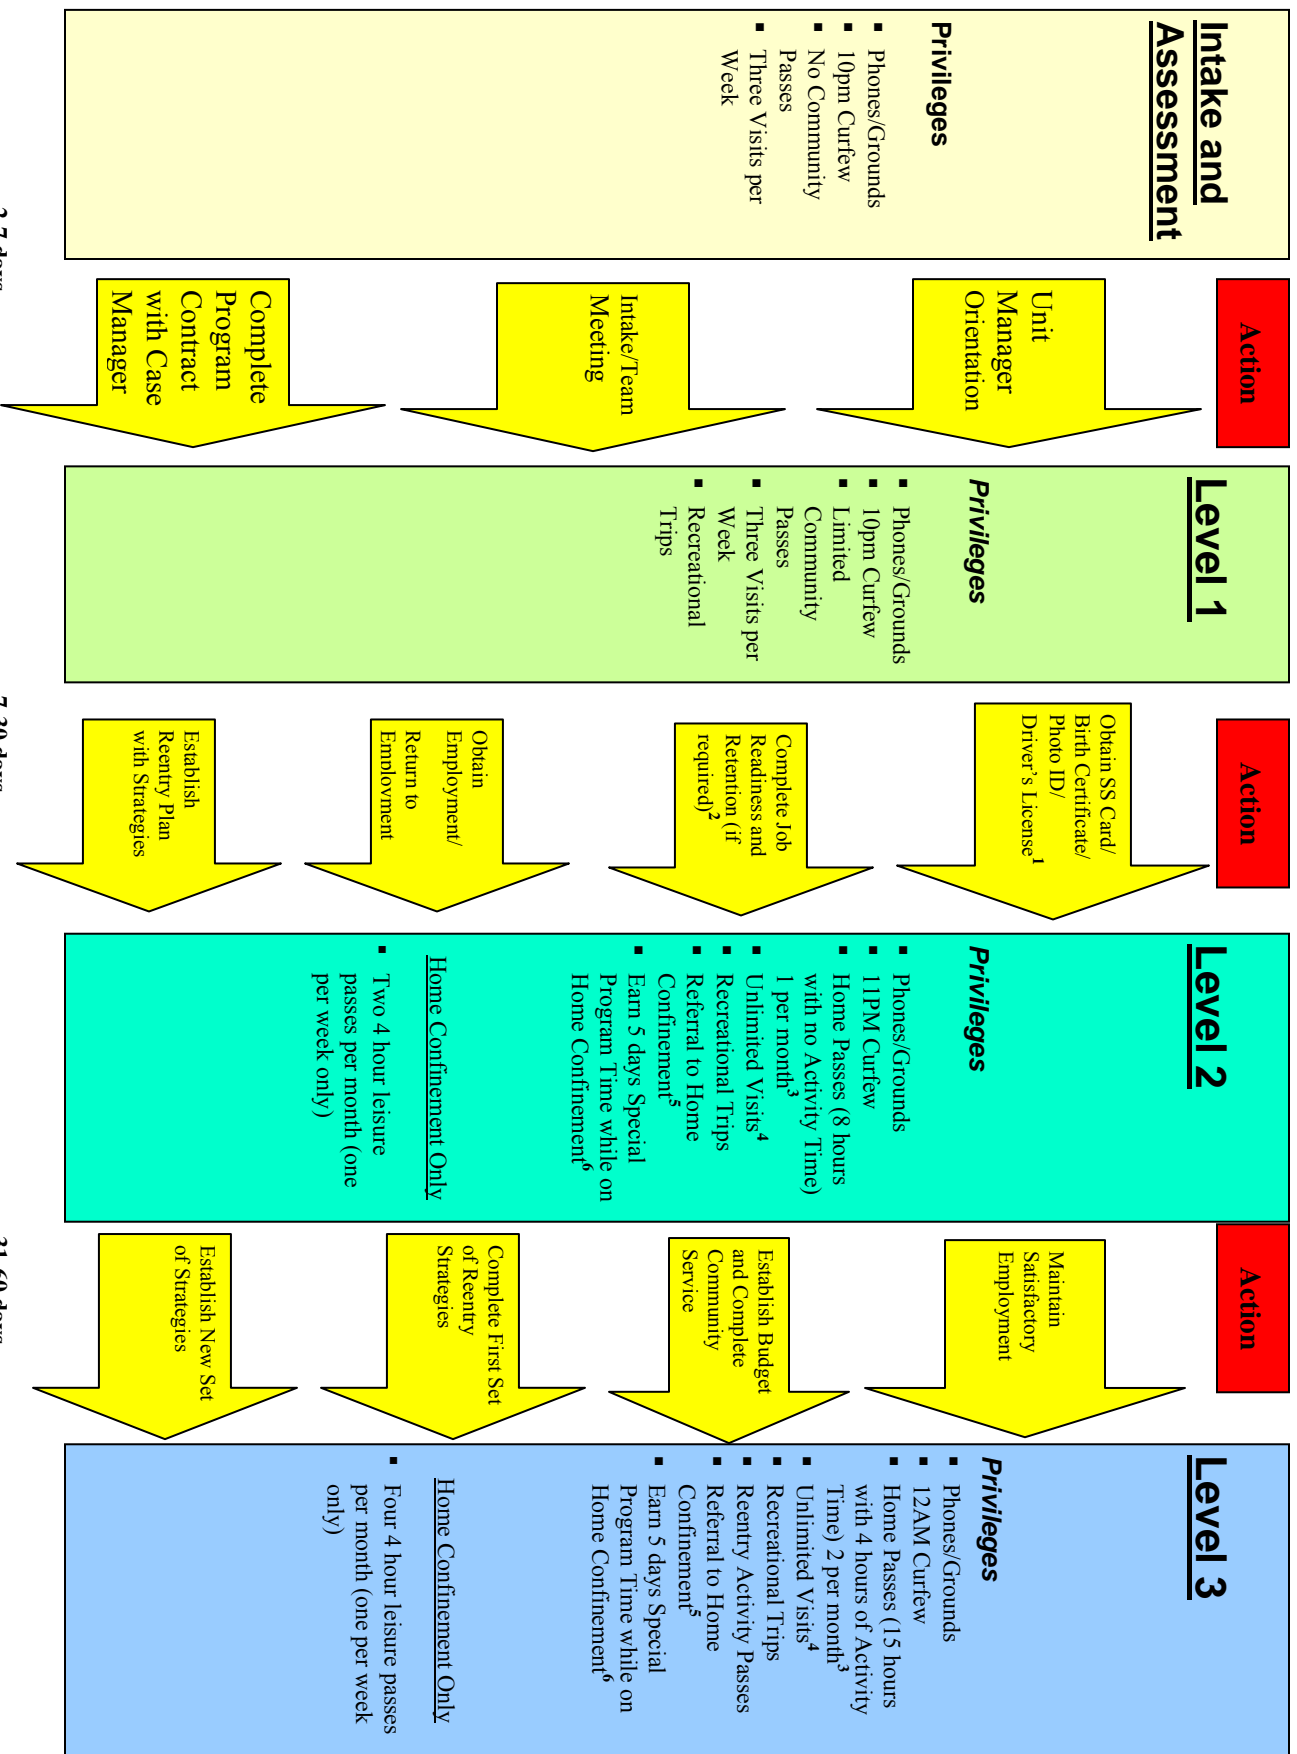 Intake and
Assessment
Privileges
▪ Phones/Grounds
▪ 10pm Curfew
▪ No Community
Passes
▪ Three Visits per
Week
Action
Unit
Manager
Orientation
Intake/Team
Meeting
Complete
Program
Contract
with Case
Manager
Level 1
Privileges
▪ Phones/Grounds
▪ 10pm Curfew
▪ Limited
Community
Passes
▪ Three Visits per
Week
▪ Recreational
Trips
Action
Obtain SS Card/
Birth Certificate/
Photo ID/
Driver's License1
Complete Job
Readiness and
Retention (if
required)2
Obtain
Employment/
Return to
Employment
Establish
Reentry Plan
with Strategies
Level 2
Privileges
▪ Phones/Grounds
▪ 11PM Curfew
▪ Home Passes (8 hours
with no Activity Time)
1 per month3
▪ Unlimited Visits4
▪ Recreational Trips
▪ Referral to Home
Confinement5
▪ Earn 5 days Special
Program Time while on
Home Confinement6
Home Confinement Only
▪ Two 4 hour leisure
passes per month (one
per week only)
Action
Maintain
Satisfactory
Employment
Establish Budget
and Complete
Community
Service
Complete First Set
of Reentry
Strategies
Establish New Set
of Strategies
Level 3
Privileges
▪ Phones/Grounds
▪ 12AM Curfew
▪ Home Passes (15 hours
with 4 hours of Activity
Time) 2 per month3
▪ Unlimited Visits4
▪ Recreational Trips
▪ Reentry Activity Passes
▪ Referral to Home
Confinement5
▪ Earn 5 days Special
Program Time while on
Home Confinement6
Home Confinement Only
▪ Four 4 hour leisure passes
per month (one per week
only)
days
days
days